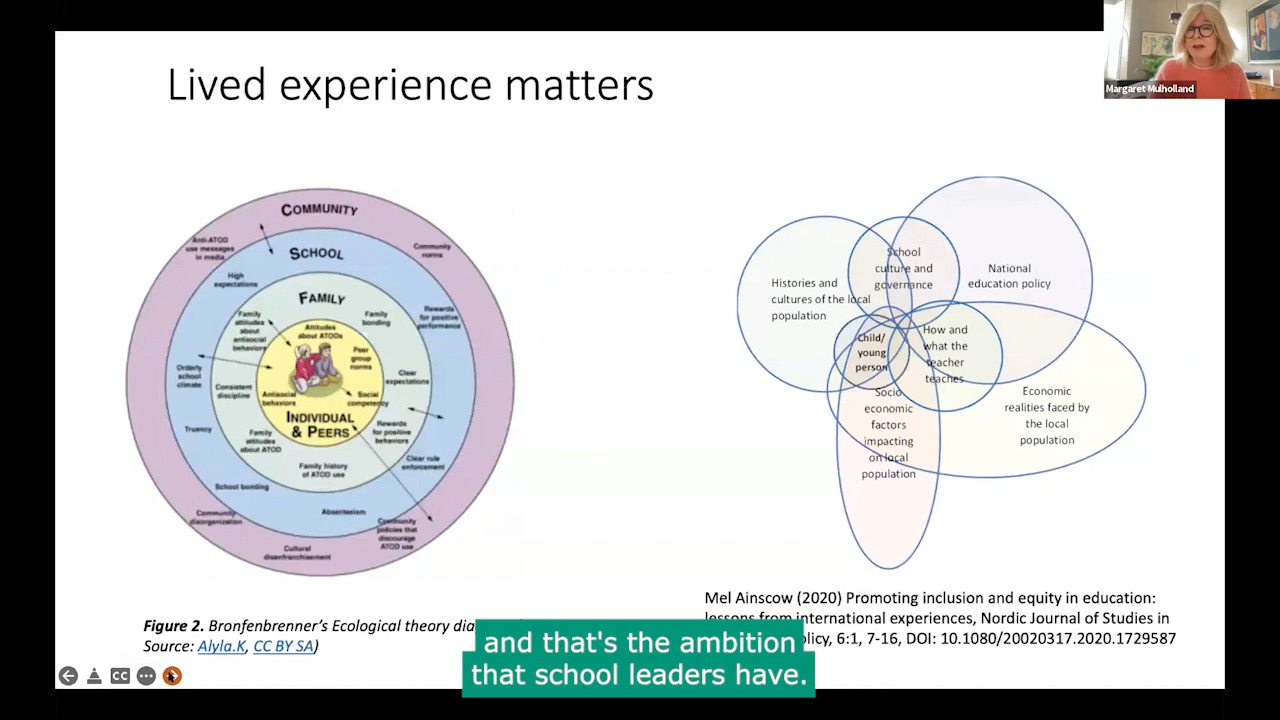 Margaret Mulholland
Lived experience matters
COMMUNITY
Anti-ATOD
use messages
in media
Community
norms
SCHOOL
High
expectations
Rewards
for positive
performance
FAMILY
Family
attitudes
about
antisocial
behaviors
Family
bonding
Attitudes
about ATODs
Peer
group
norms
Orderly
school
climate
Consistent
discipline
Clear
expectations
Antisocial
behaviors
Social
competency
INDIVIDUAL
& PEERS
Truency
Family
attitudes
about ATOD
Rewards
for positive
behaviors
Family history
of ATOD use
Clear rule
enforcement
School bonding
Community
disorganization
Absenteeism
Community
policies that
discourage
ATOD use
Cultural
disenfranchisement
Histories and
cultures of the local
population
School
culture and
governance
National
education policy
Child/
young
person
How and
what the
teacher
teaches
Socio
economic
factors
impacting
on local
population
Economic
realities faced by
the local
population
Figure 2. Bronfenbrenner's Ecological theory dia
Source: Alyla.K, CC BY SA)
Mel Ainscow (2020) Promoting inclusion and equity in education:
lessons from international experiences, Nordic Journal of Studies in
6:1, 7-16, DOI: 10.1080/20020317.2020.1729587
and that's the ambition
that school leaders have.
CC